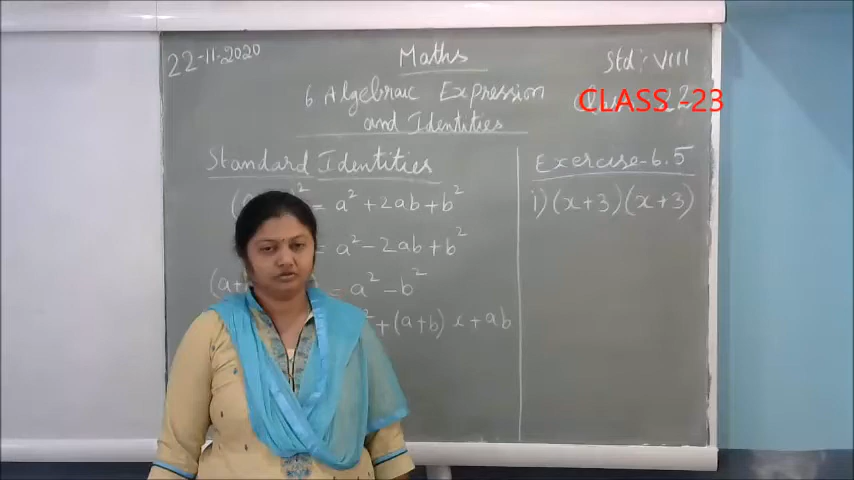 22-11-2020
Maths
Std: VIII
6 Algebraic Expression
and Identities
CLASS -23
Standard Identities
Exercise-6.5
= a² + 2ab + b²
i) (x+3)(x+3)
= a² - 2ab + b²
(a+ = a² - b²
+ (a+b) x + ab